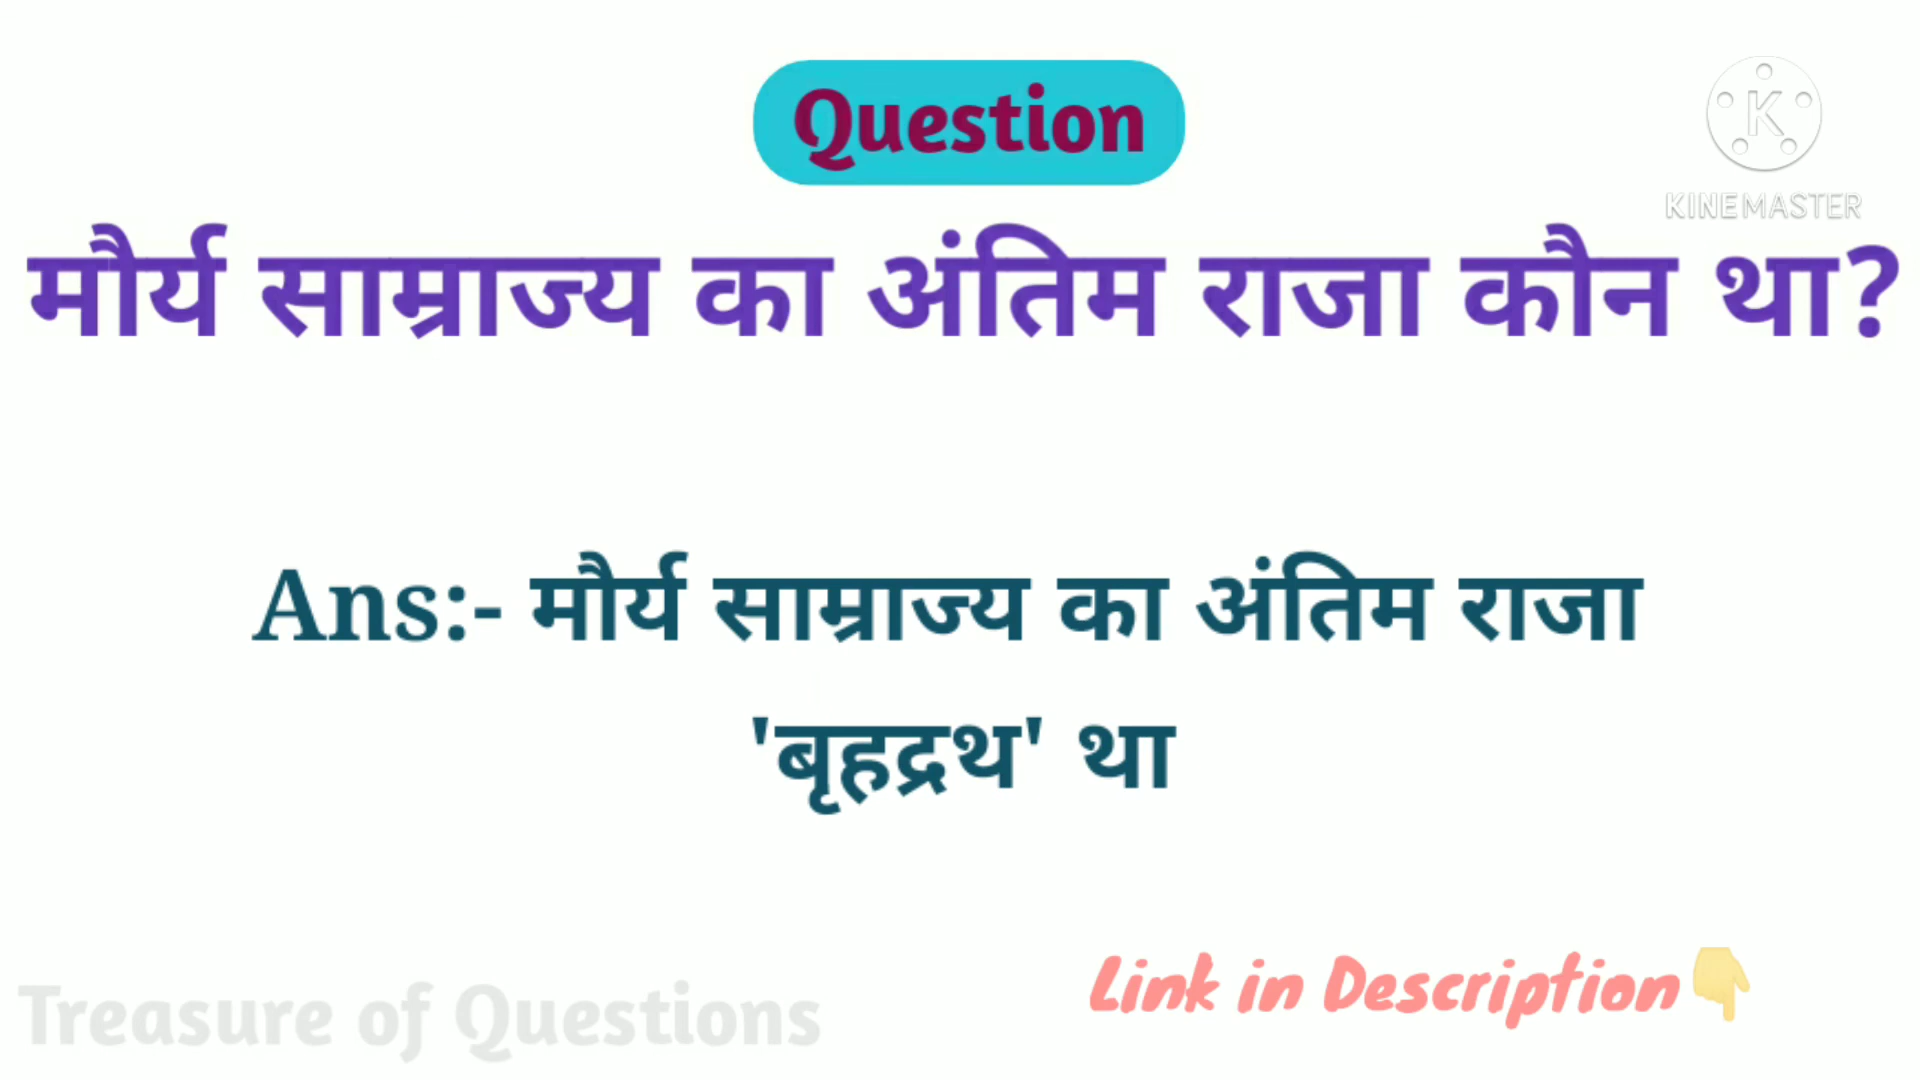 Question
K
KINEMASTER
मौर्य साम्राज्य का अंतिम राजा कौन था?
Ans:- मौर्य साम्राज्य का अंतिम राजा
'बृहद्रथ' था
Link in Description👇
Treasure of Questions